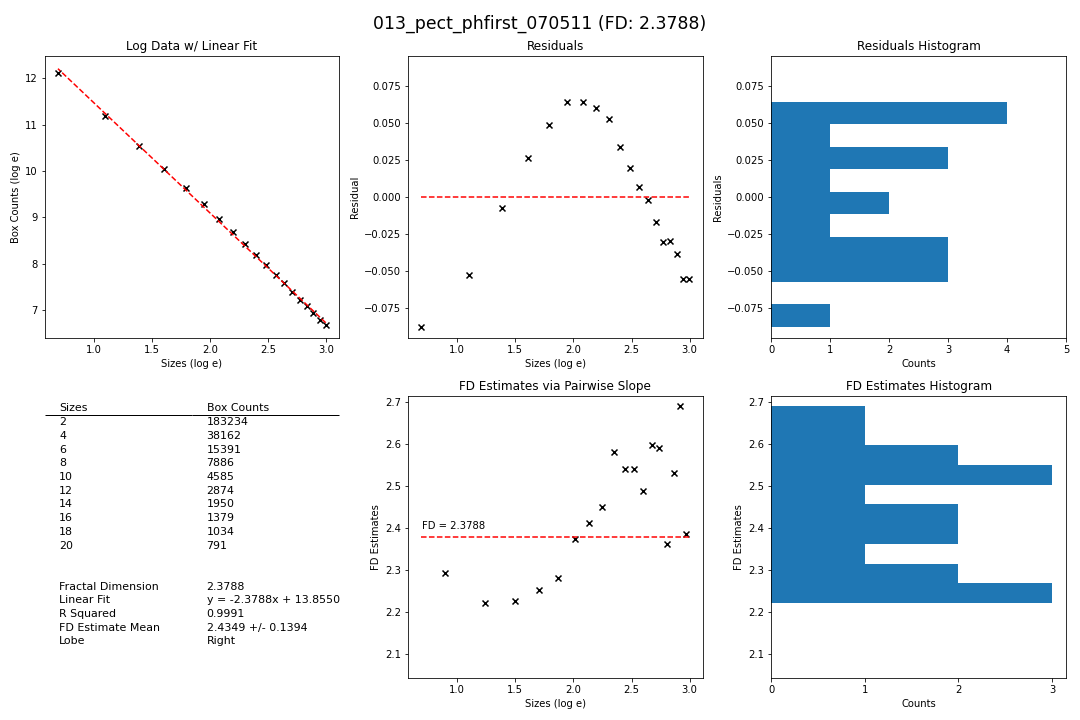 013_pect_phfirst_070511 (FD: 2.3788)
Log Data w/ Linear Fit
Box Counts (log e)
12
11
10
9
8
7
1.0 1.5 2.0 2.5 3.0
Sizes (log e)
Residuals
Residual
0.075
0.050
0.025
0.000
−0.025
−0.050
−0.075
1.0 1.5 2.0 2.5 3.0
Sizes (log e)
Residuals Histogram
Residuals
0.075
0.050
0.025
0.000
−0.025
−0.050
−0.075
0 1 2 3 4 5
Counts
Sizes Box Counts
2 183234
4 38162
6 15391
8 7886
10 4585
12 2874
14 1950
16 1379
18 1034
20 791
Fractal Dimension 2.3788
Linear Fit y = -2.3788x + 13.8550
R Squared 0.9991
FD Estimate Mean 2.4349 +/- 0.1394
Lobe Right
FD Estimates via Pairwise Slope
FD Estimates
2.7
2.6
2.5
2.4
2.3
2.2
2.1
FD = 2.3788
1.0 1.5 2.0 2.5 3.0
Sizes (log e)
FD Estimates Histogram
FD Estimates
2.7
2.6
2.5
2.4
2.3
2.2
2.1
0 1 2 3
Counts